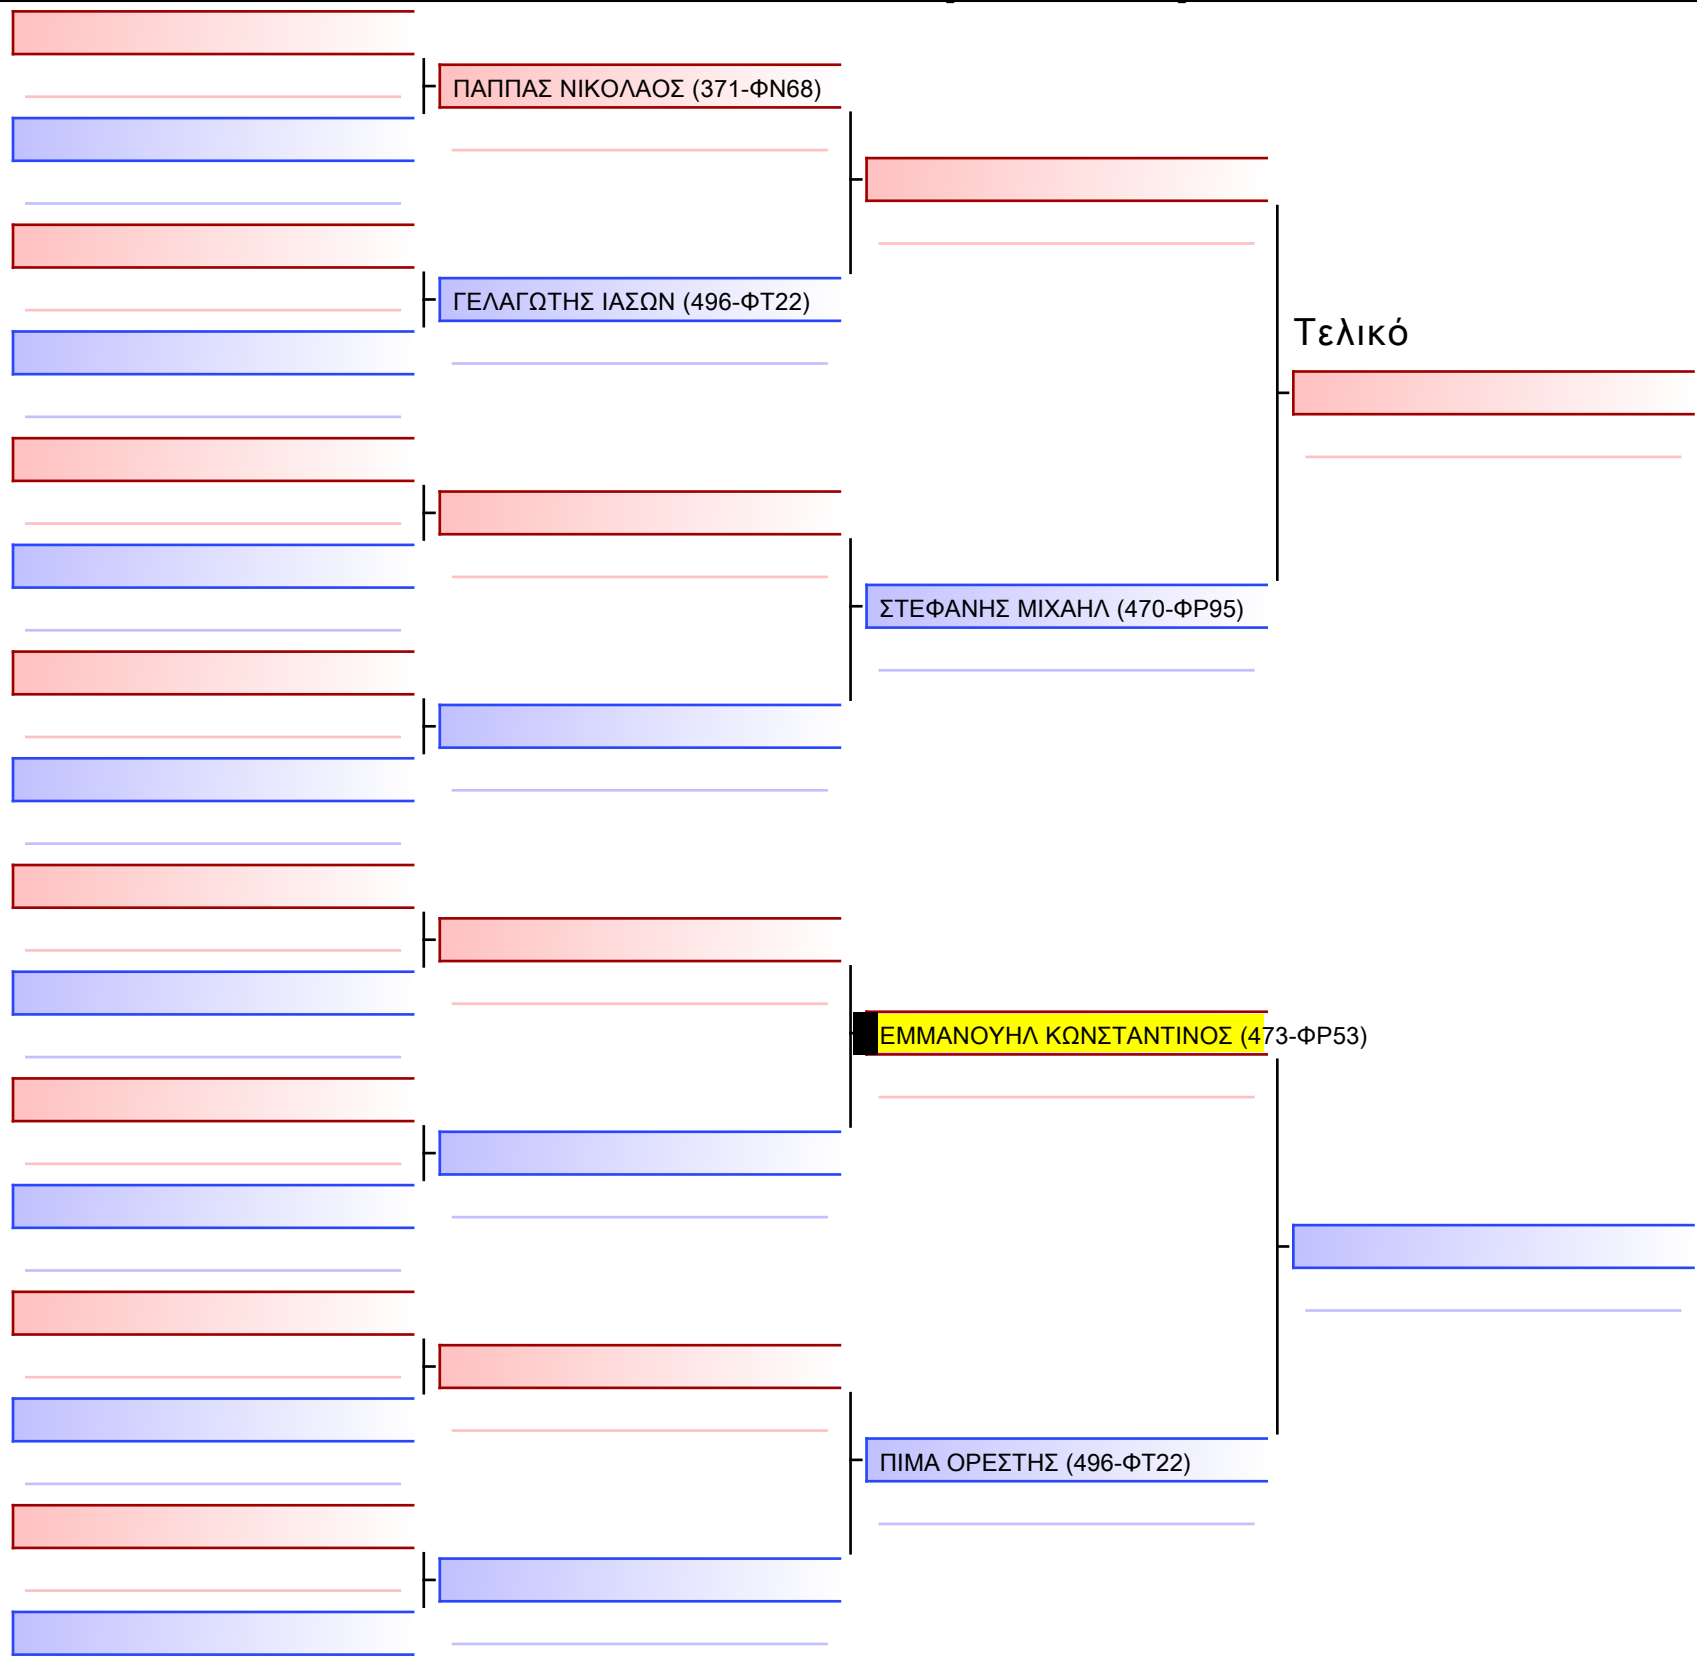 ΠΑΠΠΑΣ ΝΙΚΟΛΑΟΣ (371-ΦΝ68)
ΓΕΛΑΓΩΤΗΣ ΙΑΣΩΝ (496-ΦΤ22)
Τελικό
ΣΤΕΦΑΝΗΣ ΜΙΧΑΗΛ (470-ΦΡ95)
ΕΜΜΑΝΟΥΗΛ ΚΩΝΣΤΑΝΤΙΝΟΣ (473-ΦΡ53)
ΠΙΜΑ ΟΡΕΣΤΗΣ (496-ΦΤ22)